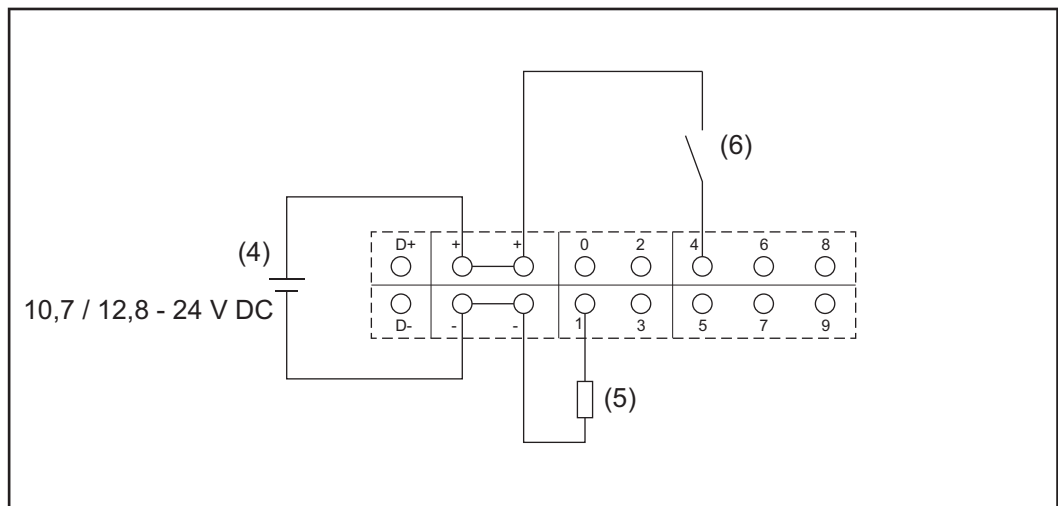 (6)
(4)
10,7 / 12,8 - 24 V DC
D+ + + 0 2 4 6 8
D- - - 1 3 5 7 9
(5)